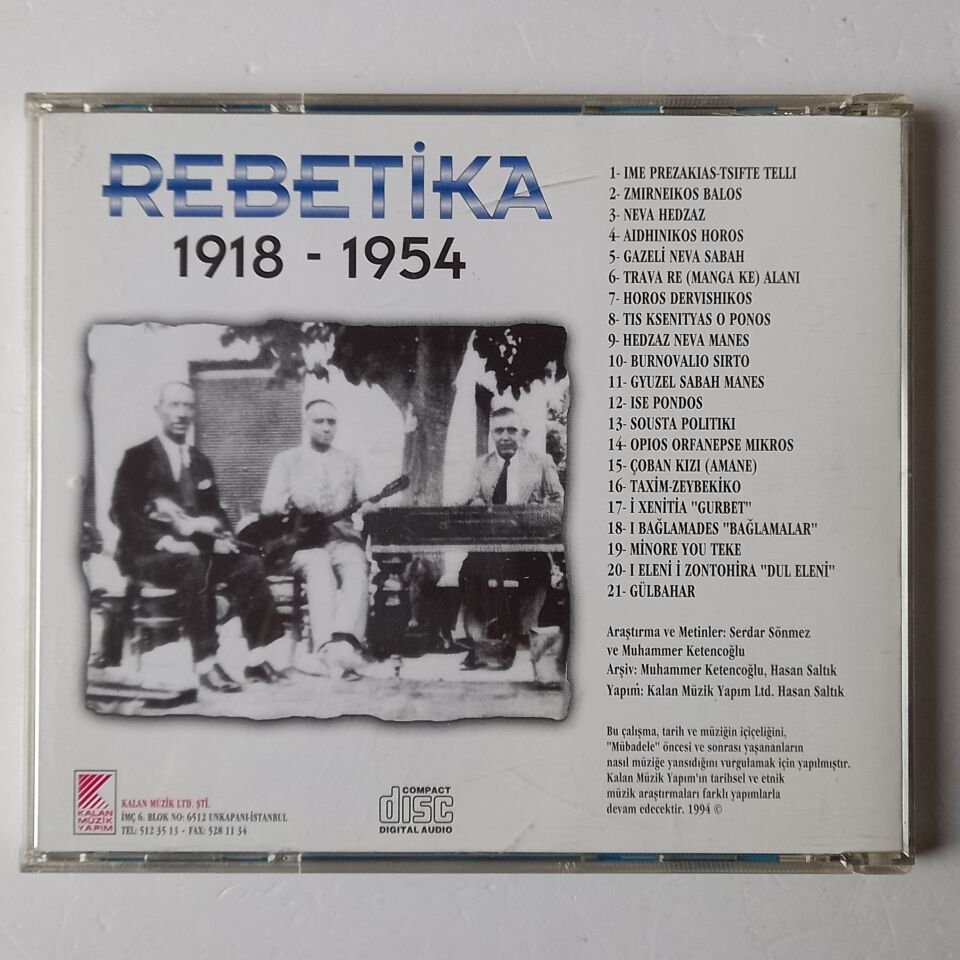 REBETİKA
1918 - 1954
1- IME PREZAKIAS-TSIFTE TELLI
2- ZMIRNEIKOS BALOS
3- NEVA HEDZAZ
4- AIDHINIKOS HOROS
5- GAZELİ NEVA SABAH
6- TRAVA RE (MANGA KE) ALANI
7- HOROS DERVISHIKOS
8- TIS KSENITYAS O PONOS
9- HEDZAZ NEVA MANES
10- BURNOVALIO SIRTO
11- GYUZEL SABAH MANES
12- ISE PONDOS
13- SOUSTA POLITIKI
14- OPIOS ORFANEPSE MIKROS
15- ÇOBAN KIZI (AMANE)
16- TAXIM-ZEYBEKIKO
17- İ XENITIA "GURBET"
18- I BAĞLAMADES "BAĞLAMALAR"
19- MİNORE YOU TEKE
20- I ELENI İ ZONTOHIRA "DUL ELENİ"
21- GÜLBAHAR
Araştırma ve Metinler: Serdar Sönmez
ve Muhammer Ketencoğlu
Arşiv: Muhammer Ketencoğlu, Hasan Saltık
Yapım: Kalan Müzik Yapım Ltd. Hasan Saltık
Bu çalışma, tarih ve müziğin içiçeliğini,
"Mübadele" öncesi ve sonrası yaşananların
nasıl müziğe yansıdığını vurgulamak için yapılmıştır.
Kalan Müzik Yapım'ın tarihsel ve etnik
müzik araştırmaları farklı yapımlarla
devam edecektir. 1994 ©
KALAN
MÜZİK
YAPIM
KALAN MÜZİK LTD. ŞTİ.
İMÇ 6. BLOK NO: 6512 UNKAPANI-İSTANBUL
TEL: 512 35 13 - FAX: 528 11 34
COMPACT
disc
DIGITAL AUDIO